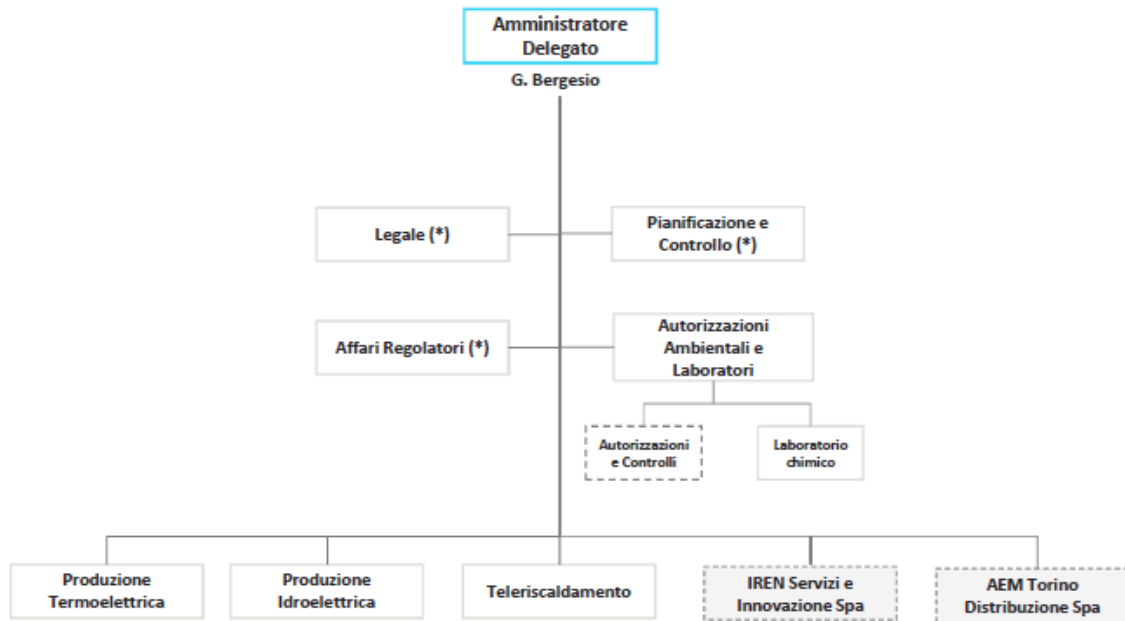 Amministratore
Delegato
G. Bergesio
Legale (*)
Pianificazione e
Controllo (*)
Affari Regolatori (*)
Autorizzazioni
Ambientali e
Laboratori
Autorizzazioni
e Controlli
Laboratorio
chimico
Produzione
Termoelettrica
Produzione
Idroelettrica
Teleriscaldamento
IREN Servizi e
Innovazione Spa
AEM Torino
Distribuzione Spa